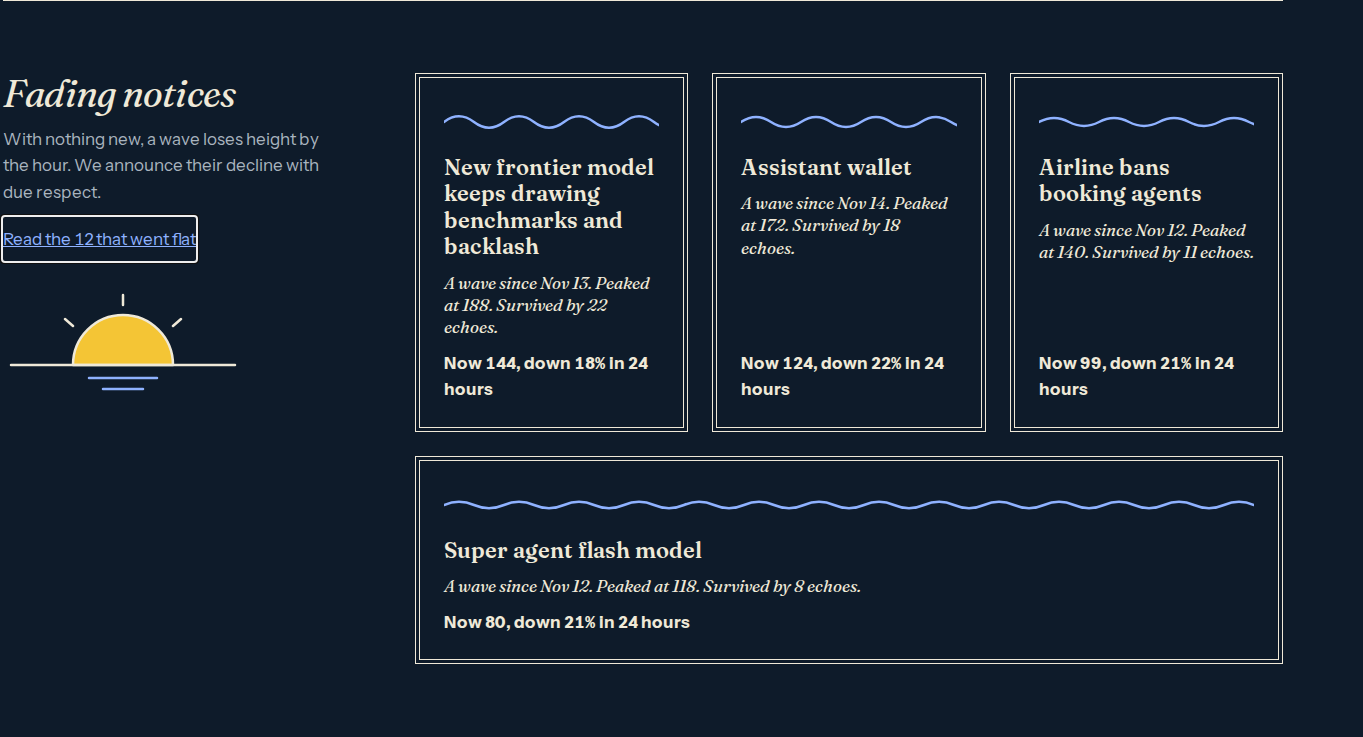 Fading notices
With nothing new, a wave loses height by
the hour. We announce their decline with
due respect.
Read the 12 that went flat
New frontier model
keeps drawing
benchmarks and
backlash
A wave since Nov 13. Peaked
at 188. Survived by 22
echoes.
Now 144, down 18% in 24
hours
Assistant wallet
A wave since Nov 14. Peaked
at 172. Survived by 18
echoes.
Now 124, down 22% in 24
hours
Airline bans
booking agents
A wave since Nov 12. Peaked
at 140. Survived by 11 echoes.
Now 99, down 21% in 24
hours
Super agent flash model
A wave since Nov 12. Peaked at 118. Survived by 8 echoes.
Now 80, down 21% in 24 hours